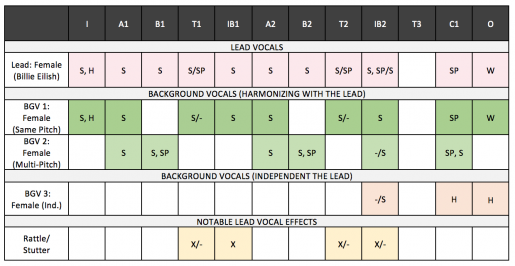 I A1 B1 T1 IB1 A2 B2 T2 IB2 T3 C1 O
LEAD VOCALS
Lead: Female (Billie Eilish) S, H S S S/SP S S S S/SP S, SP/S SP W
BACKGROUND VOCALS (HARMONIZING WITH THE LEAD)
BGV 1: Female (Same Pitch) S, H S S/- S S S/- S SP W
BGV 2: Female (Multi-Pitch) S S, SP S S, SP -/S SP, S
BACKGROUND VOCALS (INDEPENDENT THE LEAD)
BGV 3: Female (Ind.) -/S H H
NOTABLE LEAD VOCAL EFFECTS
Rattle/ Stutter X/- X X/- X/-